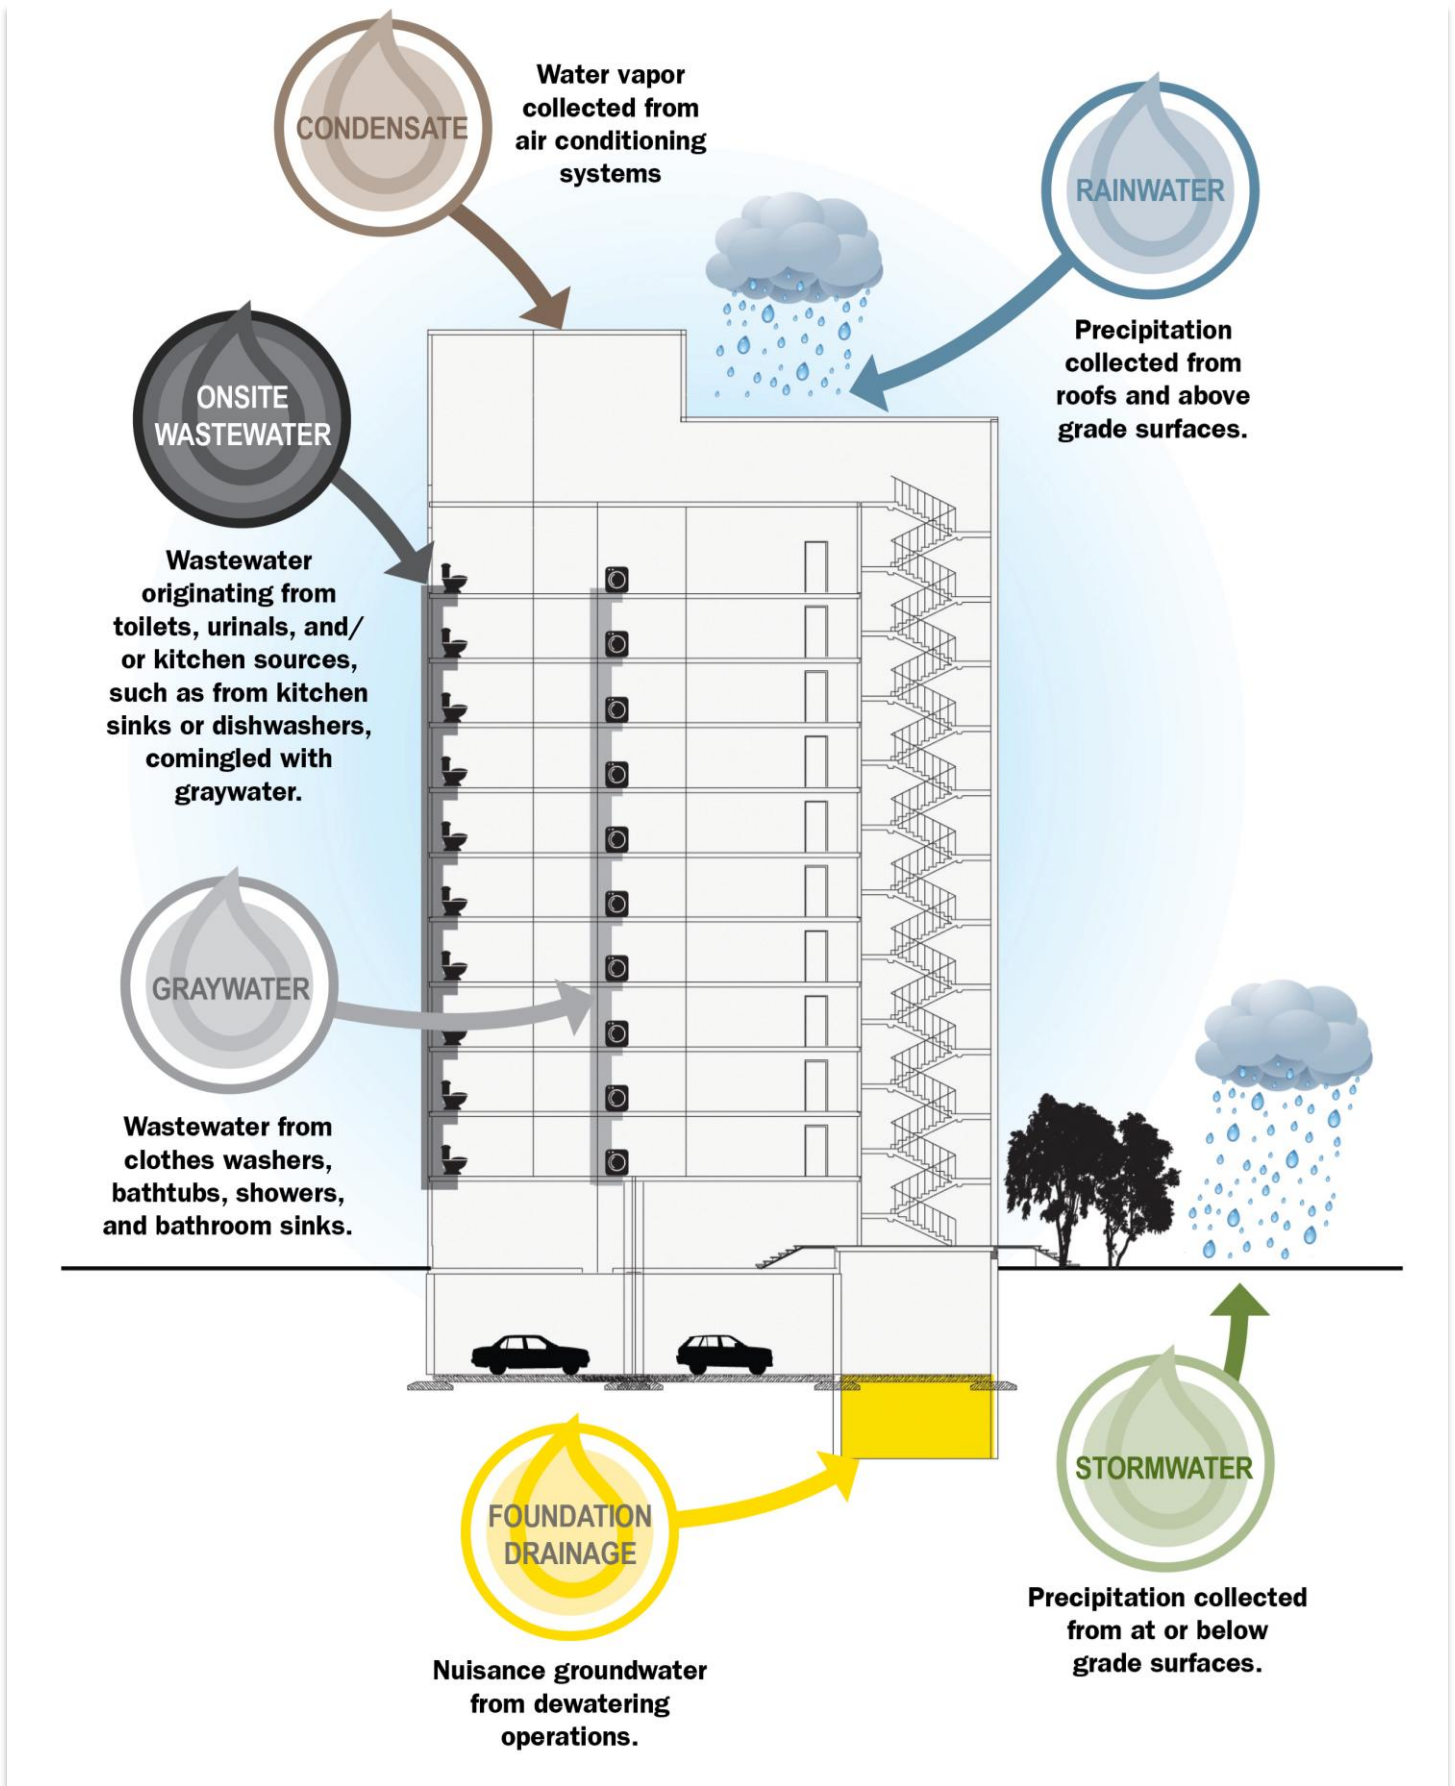 CONDENSATE
Water vapor
collected from
air conditioning
systems
RAINWATER
Precipitation
collected from
roofs and above
grade surfaces.
ONSITE
WASTEWATER
Wastewater
originating from
toilets, urinals, and/
or kitchen sources,
such as from kitchen
sinks or dishwashers,
comingled with
graywater.
GRAYWATER
Wastewater from
clothes washers,
bathtubs, showers,
and bathroom sinks.
STORMWATER
Precipitation collected
from at or below
grade surfaces.
FOUNDATION
DRAINAGE
Nuisance groundwater
from dewatering
operations.